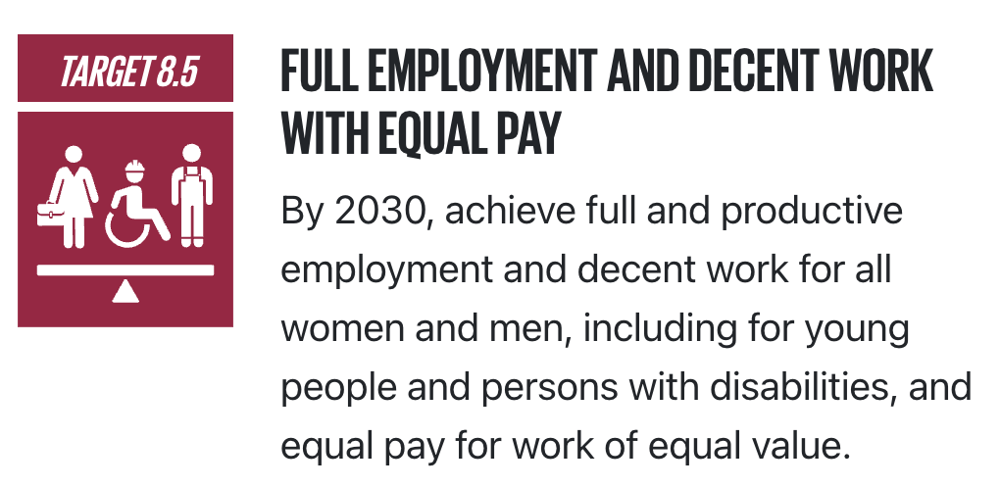 TARGET 8.5
FULL EMPLOYMENT AND DECENT WORK
WITH EQUAL PAY
By 2030, achieve full and productive
employment and decent work for all
women and men, including for young
people and persons with disabilities, and
equal pay for work of equal value.